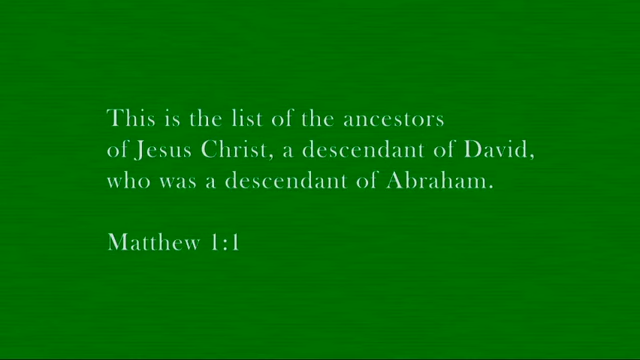 This is the list of the ancestors
of Jesus Christ, a descendant of David,
who was a descendant of Abraham.
Matthew 1:1